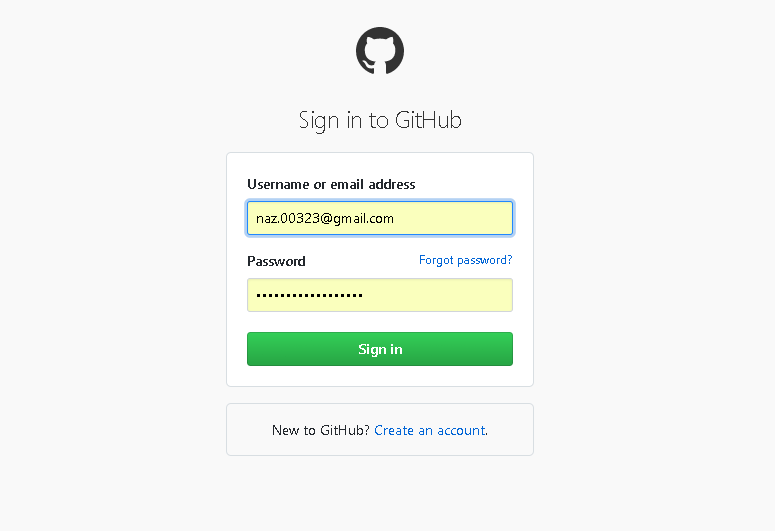 Sign in to GitHub
Username or email address
naz.00323@gmail.com
Password Forgot password?
••••••••••••••••••
Sign in
New to GitHub? Create an account.